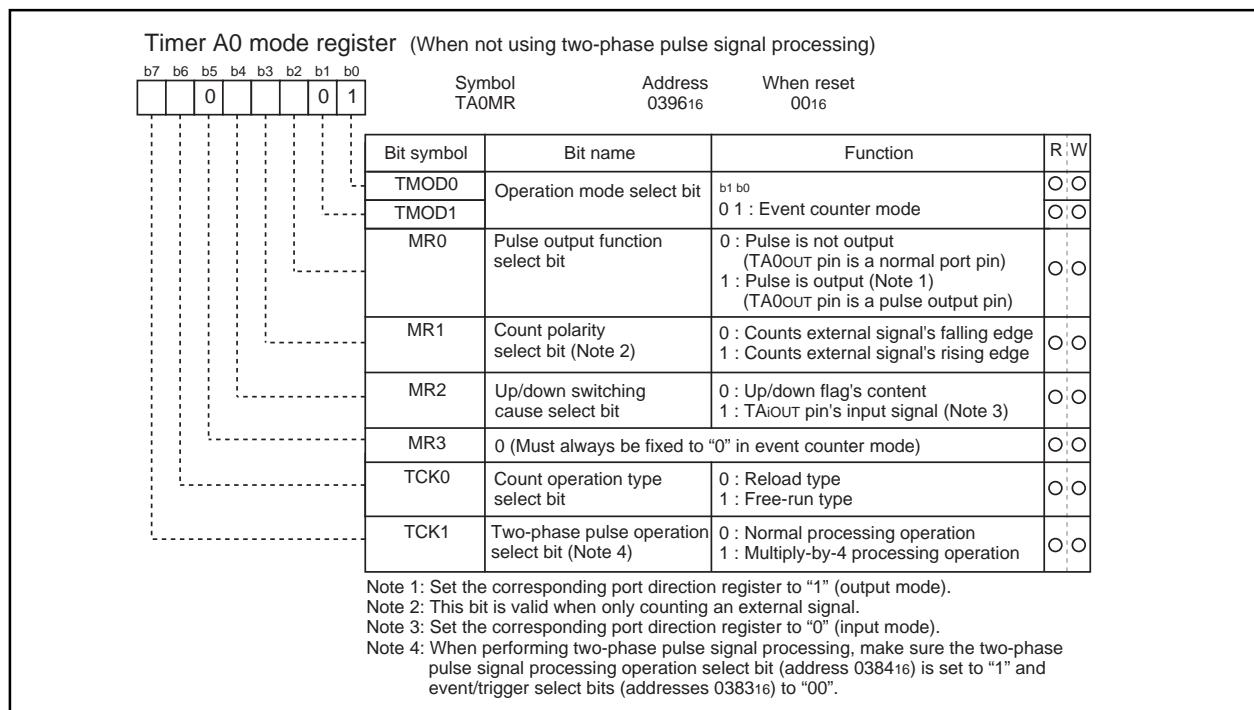 Timer A0 mode register (When not using two-phase pulse signal processing)
b7 b6 b5 b4 b3 b2 b1 b0
0 0 1
Symbol Address When reset
TA0MR 039616 0016
Bit symbol Bit name Function R W
TMOD0
TMOD1
Operation mode select bit
b1 b0
0 1 : Event counter mode
MR0
Pulse output function
select bit
0 : Pulse is not output
(TA0OUT pin is a normal port pin)
1 : Pulse is output (Note 1)
(TA0OUT pin is a pulse output pin)
MR1
Count polarity
select bit (Note 2)
0 : Counts external signal's falling edge
1 : Counts external signal's rising edge
MR2
Up/down switching
cause select bit
0 : Up/down flag's content
1 : TAiOUT pin's input signal (Note 3)
MR3
0 (Must always be fixed to “0” in event counter mode)
TCK0
Count operation type
select bit
0 : Reload type
1 : Free-run type
TCK1
Two-phase pulse operation
select bit (Note 4)
0 : Normal processing operation
1 : Multiply-by-4 processing operation
Note 1: Set the corresponding port direction register to “1” (output mode).
Note 2: This bit is valid when only counting an external signal.
Note 3: Set the corresponding port direction register to “0” (input mode).
Note 4: When performing two-phase pulse signal processing, make sure the two-phase
pulse signal processing operation select bit (address 038416) is set to “1” and
event/trigger select bits (addresses 038316) to “00”.